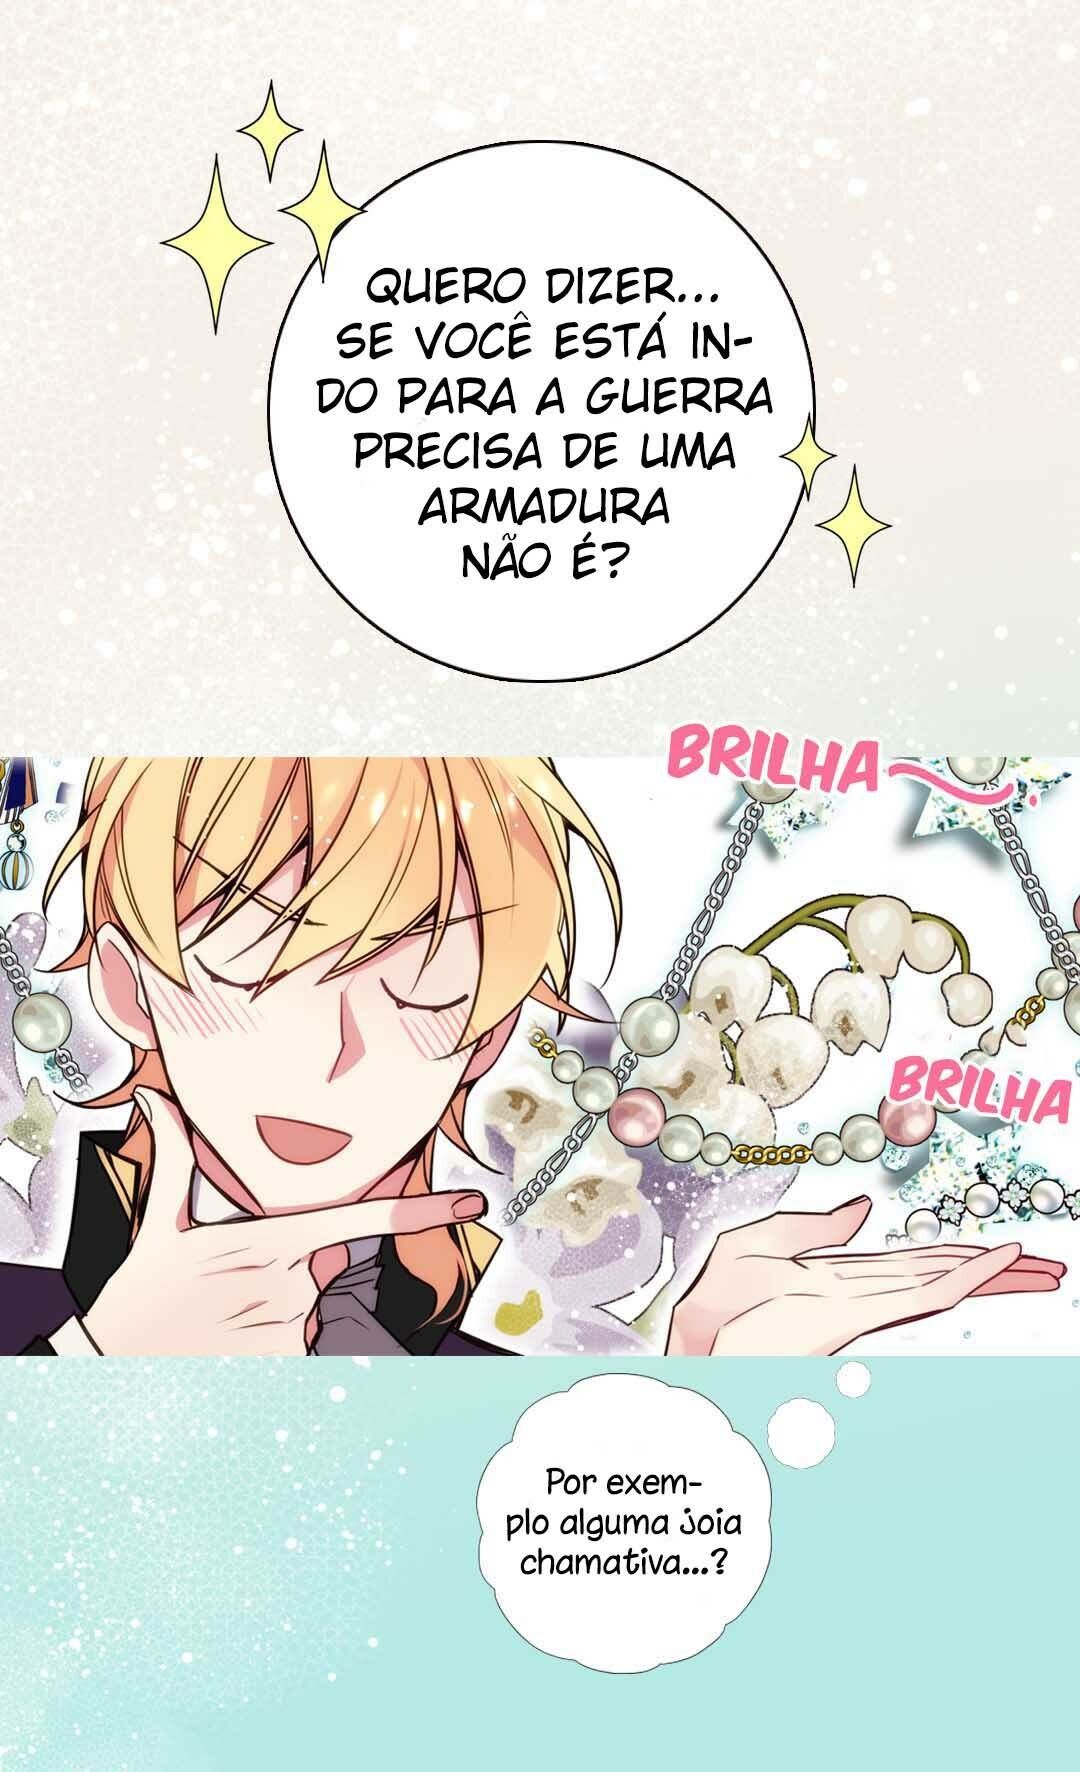 QUERO DIZER...
SE VOCÊ ESTÁ IN-
DO PARA A GUERRA
PRECISA DE UMA
ARMADURA
NÃO É?
BRILHA
BRILHA
Por exem-
plo alguma joia
chamativa...?